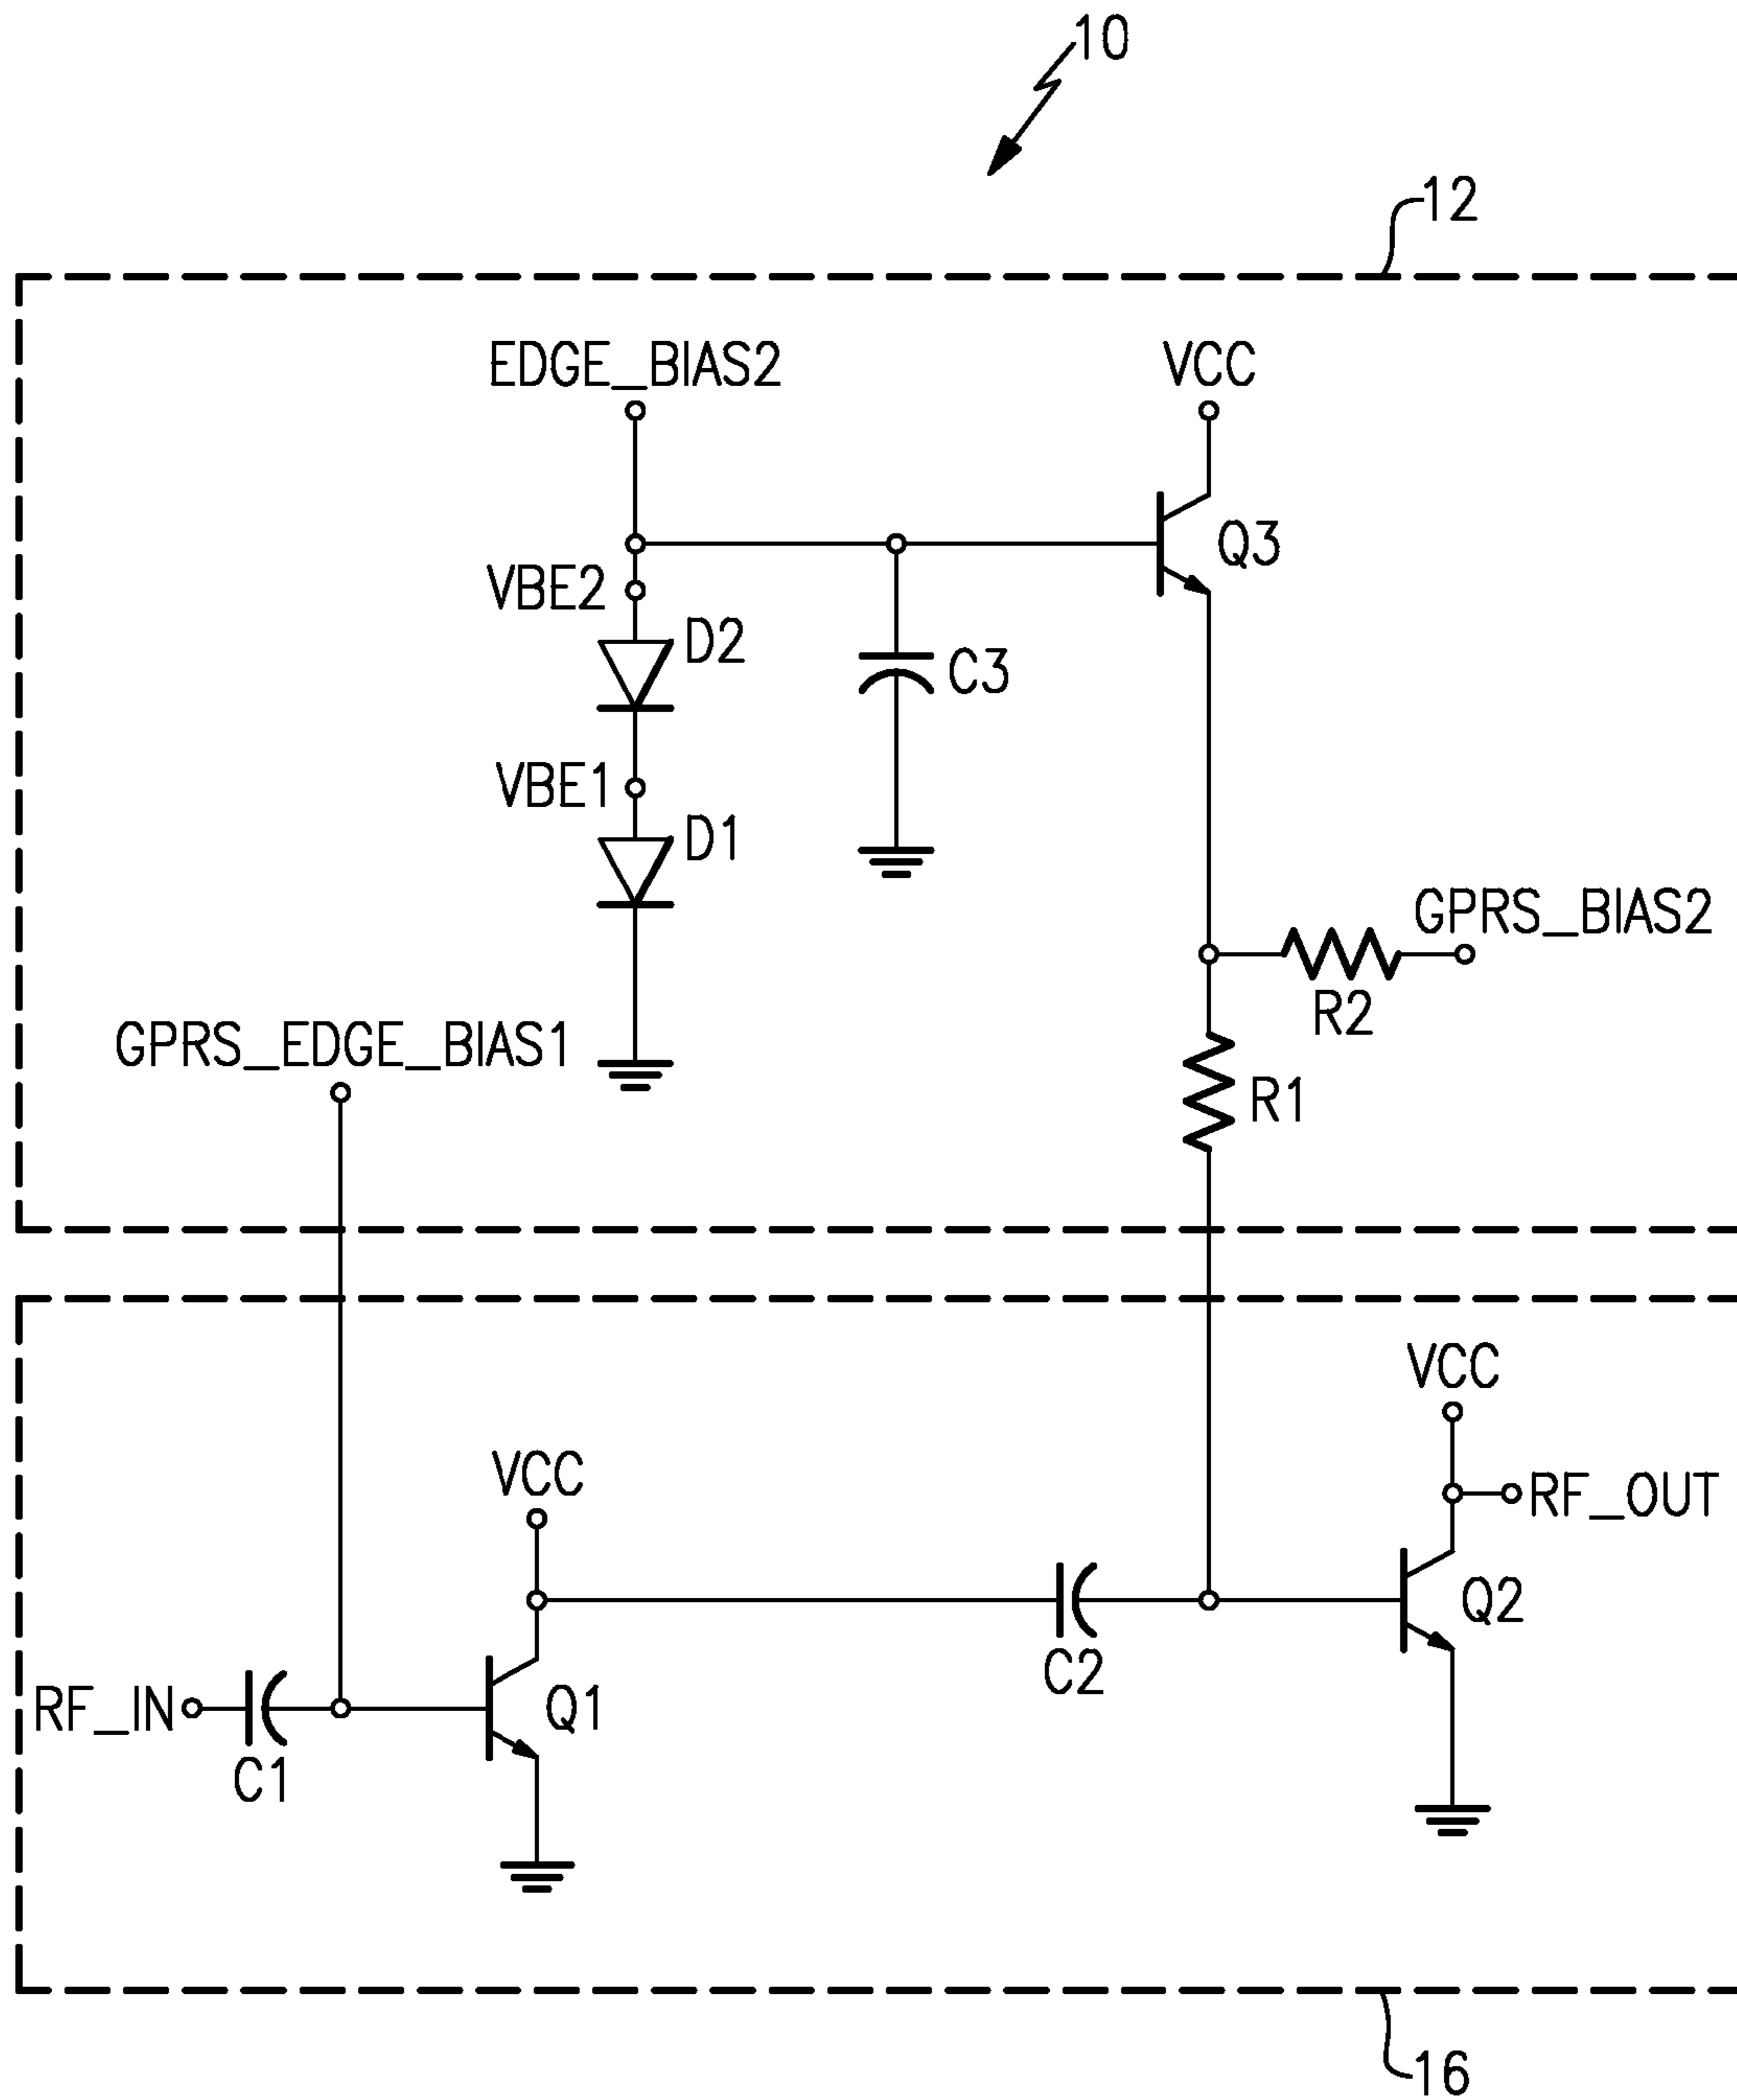 10
12
EDGE_BIAS2
VCC
Q3
VBE2
D2
C3
VBE1
D1
GPRS_BIAS2
R2
GPRS_EDGE_BIAS1
R1
VCC
VCC
RF_OUT
Q2
C2
RF_IN
Q1
C1
16